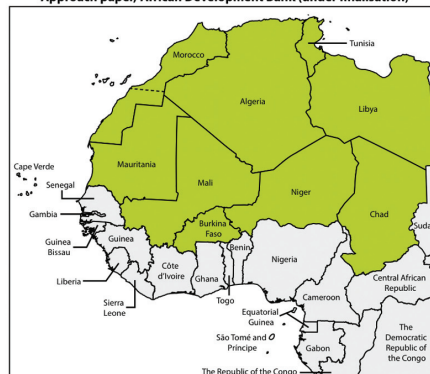 Approach paper, African Development Bank (under finalisation)
Morocco
Tunisia
Algeria
Libya
Cape Verde
Mauritania
Mali
Niger
Chad
Senegal
Gambia
Guinea
Bissau
Guinea
Burkina
Faso
Benin
Nigeria
Suda
Liberia
Sierra
Leone
Côte
d'Ivoire
Ghana
Togo
Cameroon
Central African
Republic
Equatorial
Guinea
São Tomé and
Príncipe
Gabon
The
Democratic
Republic of
the Congo
The Republic of the Congo